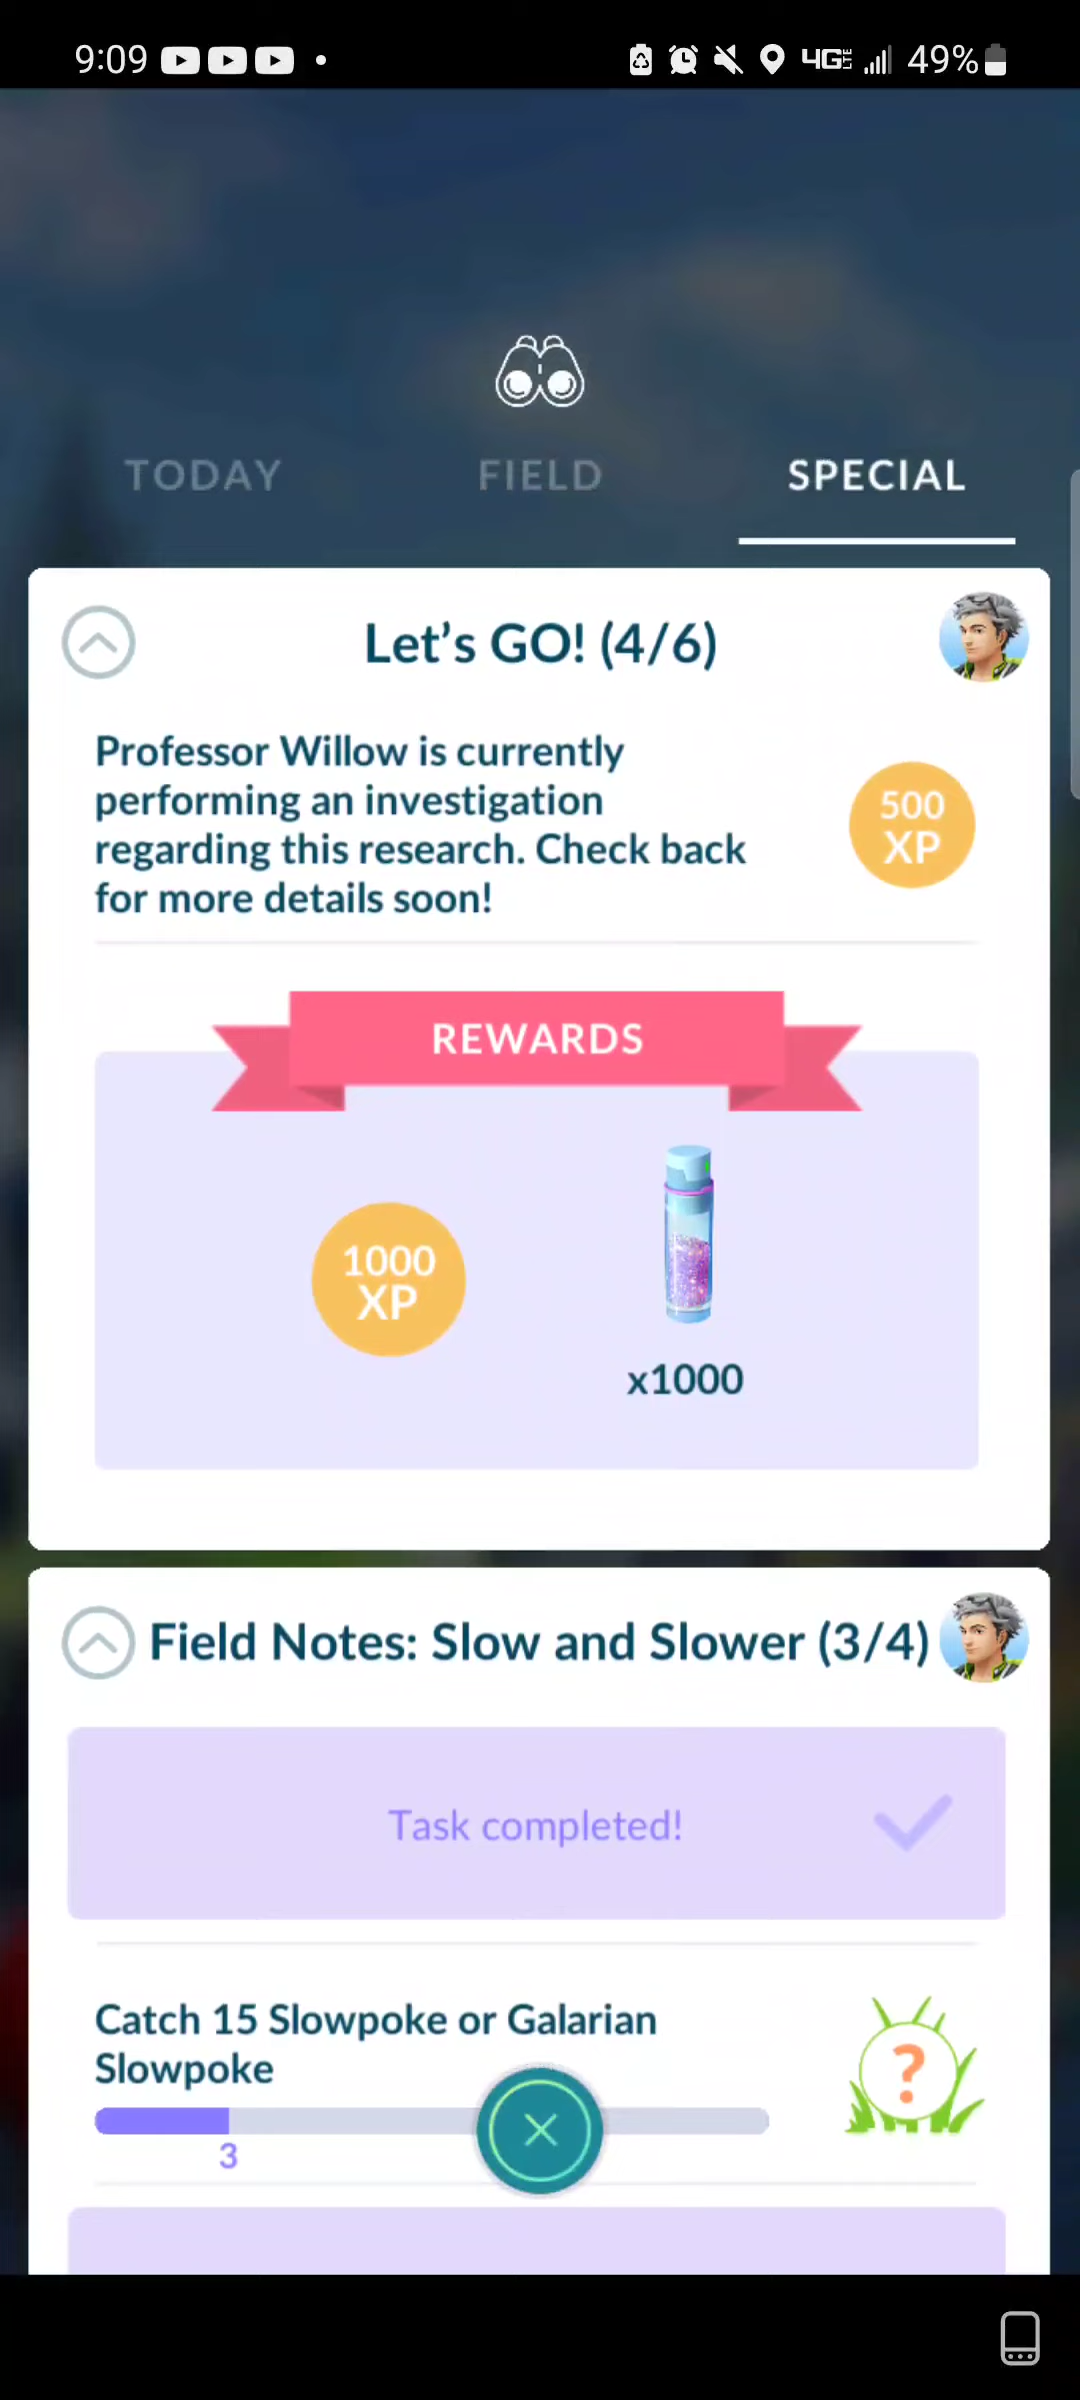 9:09
4G LTE
49%
TODAY
FIELD
SPECIAL
Let's GO! (4/6)
Professor Willow is currently
performing an investigation
regarding this research. Check back
for more details soon!
500
XP
REWARDS
1000
XP
x1000
Field Notes: Slow and Slower (3/4)
Task completed!
Catch 15 Slowpoke or Galarian
Slowpoke
?
3